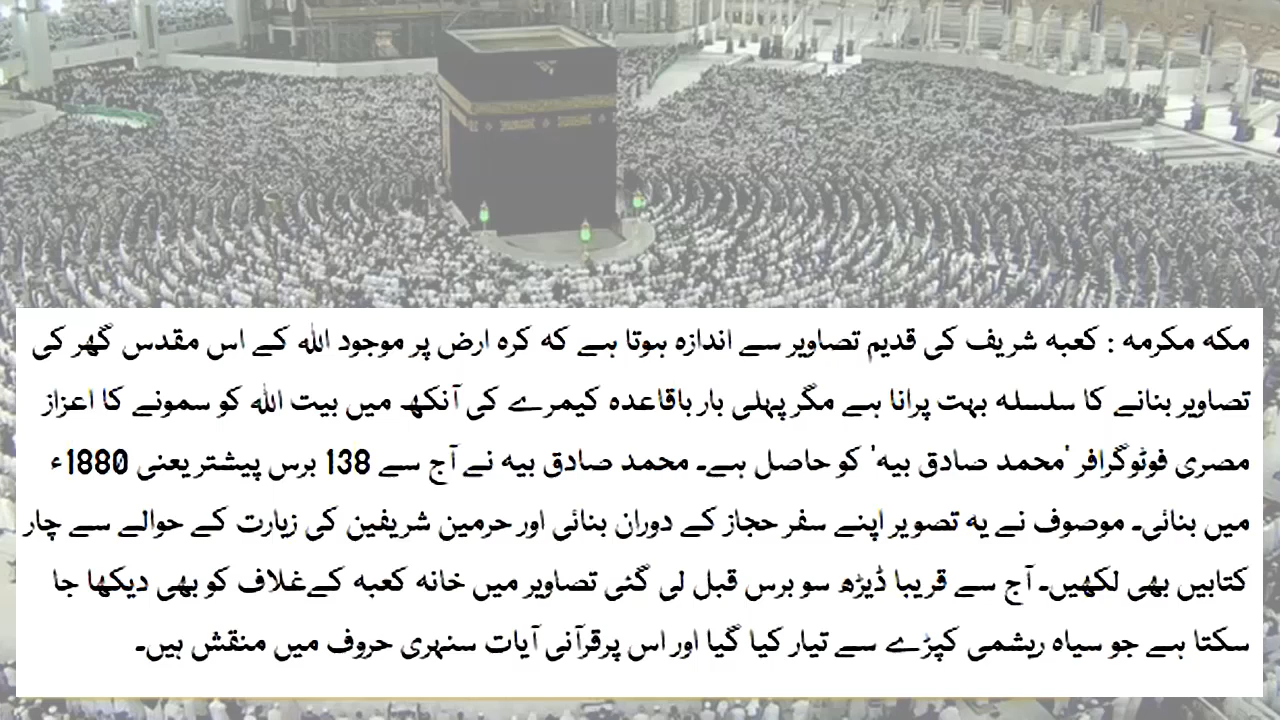 مکہ مکرمہ : کعبہ شریف کی قدیم تصاویر سے اندازہ ہوتا ہے کہ کرہ ارض پر موجود اللہ کے اس مقدس گھر کی
تصاویر بنانے کا سلسلہ بہت پرانا ہے مگر پہلی بار باقاعدہ کیمرے کی آنکھ میں بیت اللہ کو سمونے کا اعزاز
مصری فوٹوگرافر 'محمد صادق بیہ' کو حاصل ہے۔ محمد صادق بیہ نے آج سے 138 برس پیشتر یعنی 1880ء
میں بنائی۔ موصوف نے یہ تصویر اپنے سفر حجاز کے دوران بنائی اور حرمین شریفین کی زیارت کے حوالے سے چار
کتابیں بھی لکھیں۔ آج سے قریبا ڈیڑھ سو برس قبل لی گئی تصاویر میں خانہ کعبہ کےغلاف کو بھی دیکھا جا
سکتا ہے جو سیاہ ریشمی کپڑے سے تیار کیا گیا اور اس پرقرآنی آیات سنہری حروف میں منقش ہیں۔